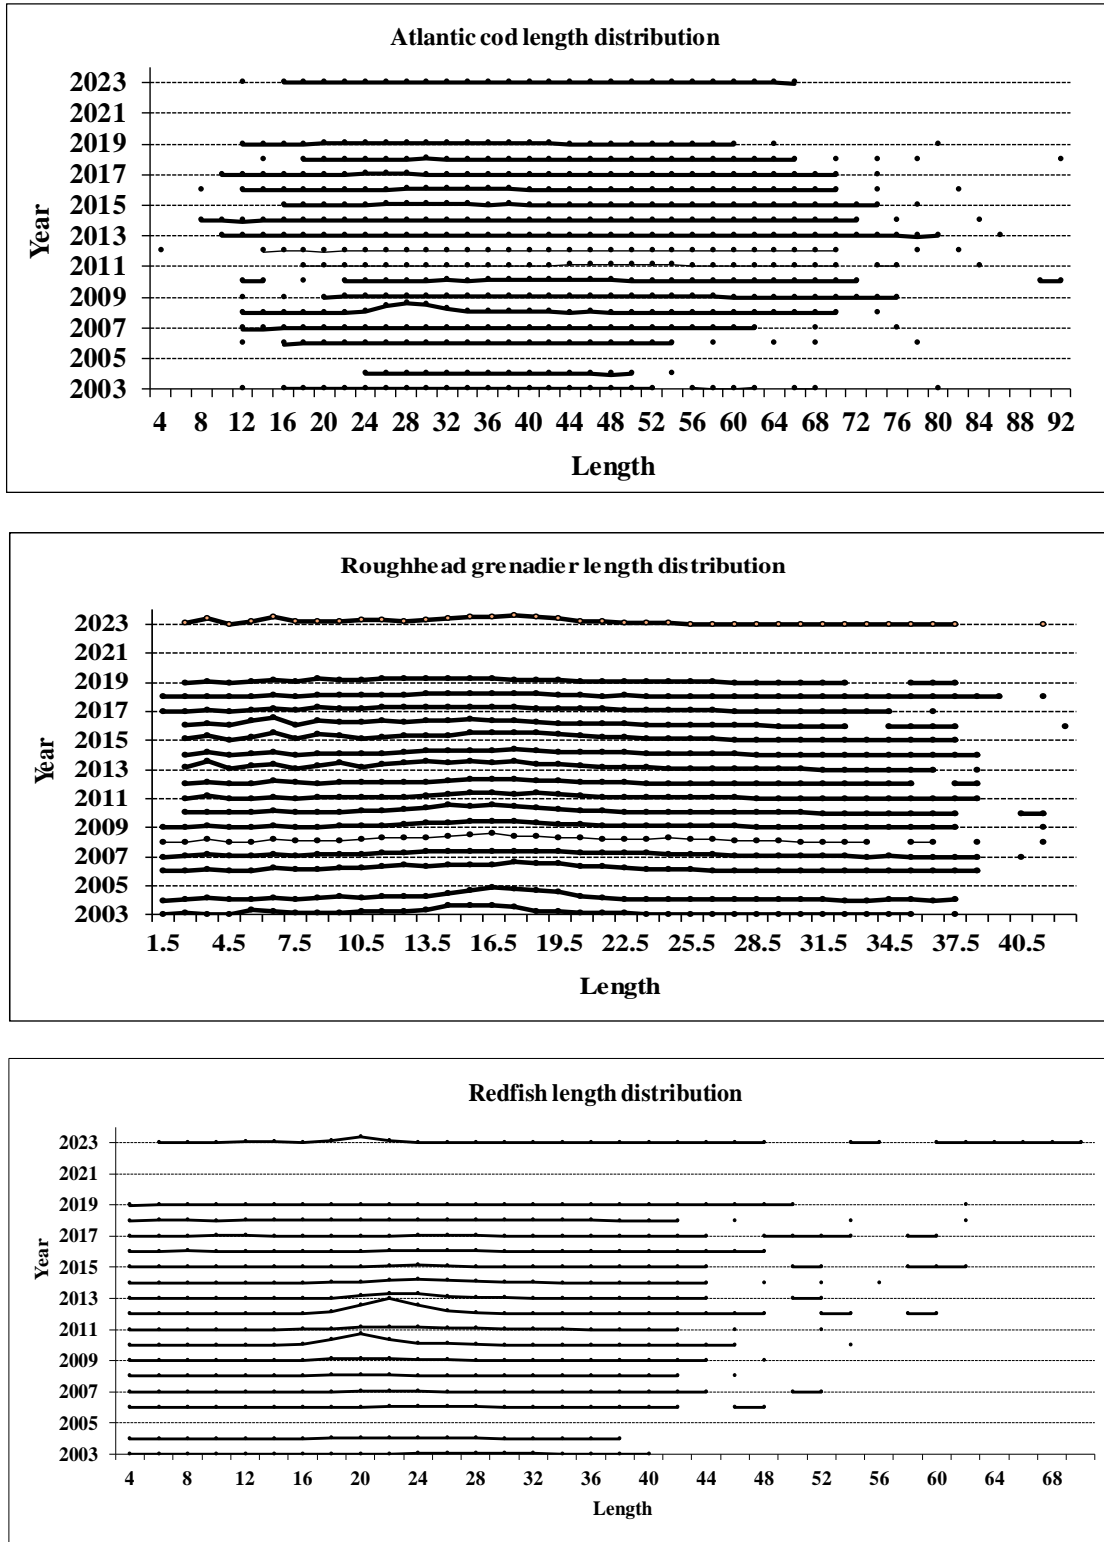 Atlantic cod length distribution
Year
2023
2021
2019
2017
2015
2013
2011
2009
2007
2005
2003
4 8 12 16 20 24 28 32 36 40 44 48 52 56 60 64 68 72 76 80 84 88 92
Length
Roughhead grenadier length distribution
Year
2023
2021
2019
2017
2015
2013
2011
2009
2007
2005
2003
1.5 4.5 7.5 10.5 13.5 16.5 19.5 22.5 25.5 28.5 31.5 34.5 37.5 40.5
Length
Redfish length distribution
Year
2023
2021
2019
2017
2015
2013
2011
2009
2007
2005
2003
4 8 12 16 20 24 28 32 36 40 44 48 52 56 60 64 68
Length